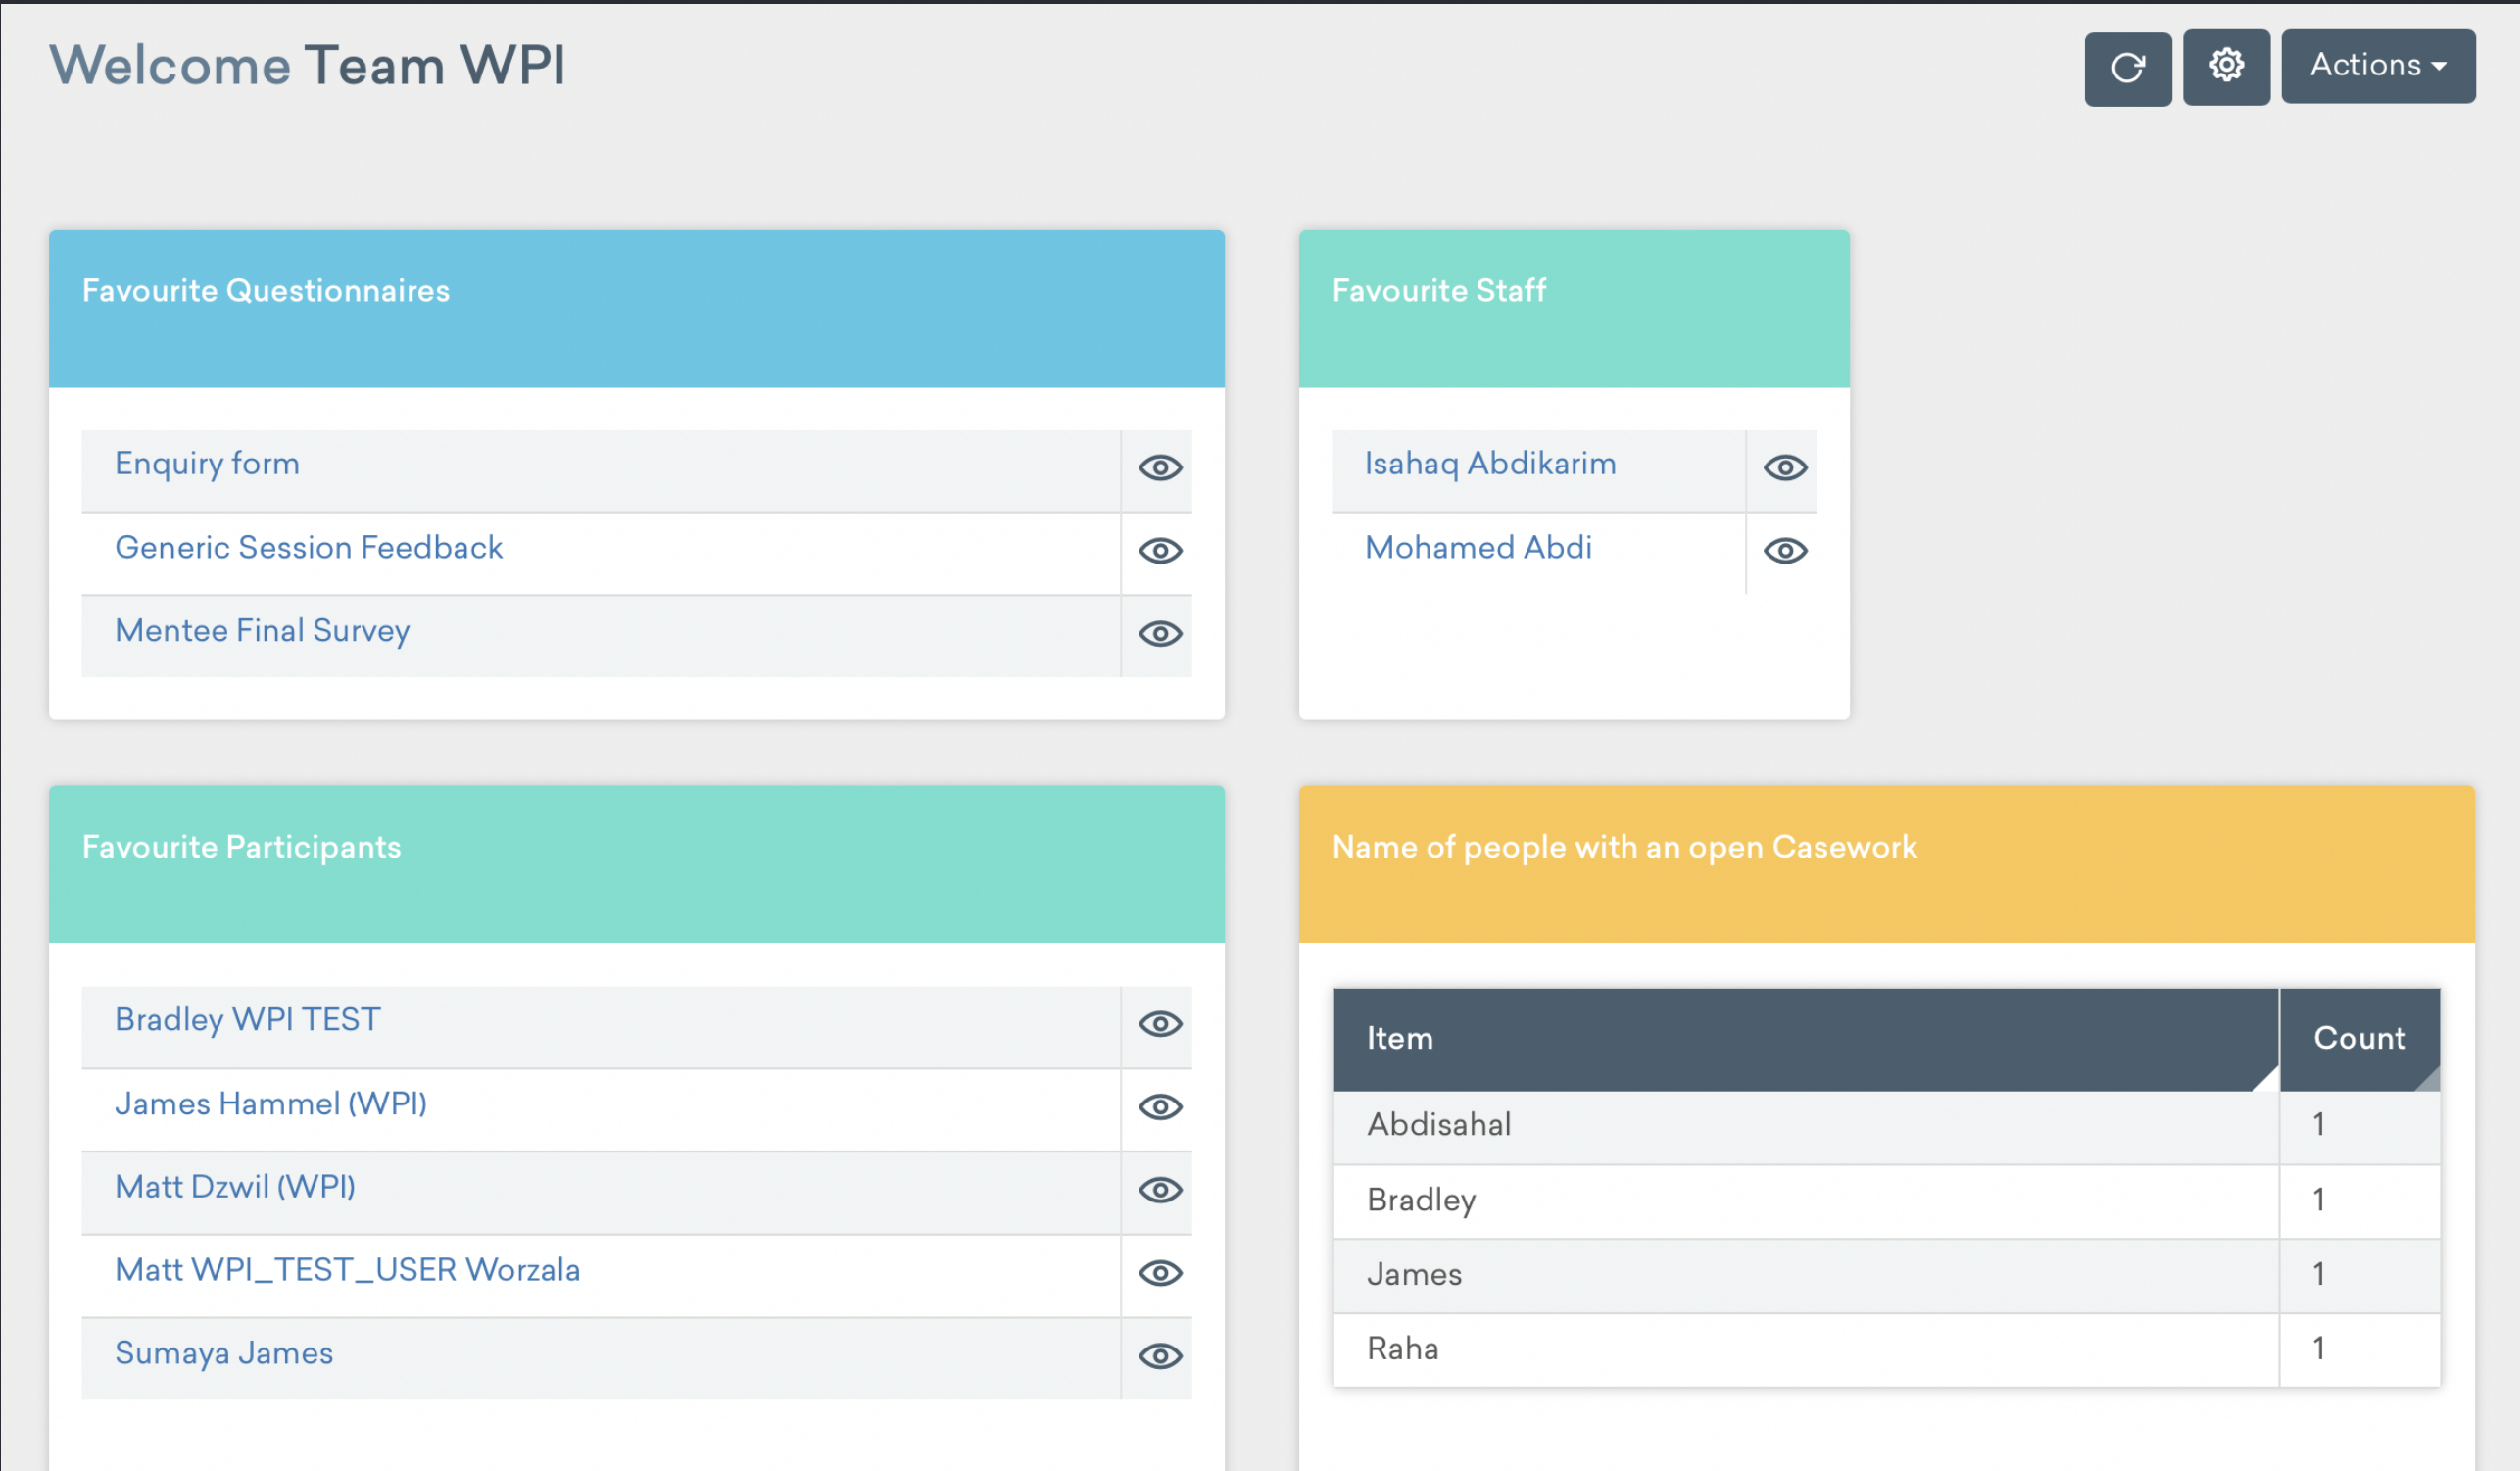 Welcome Team WPI
Actions
Favourite Questionnaires
Enquiry form
Generic Session Feedback
Mentee Final Survey
Favourite Staff
Isahaq Abdikarim
Mohamed Abdi
Favourite Participants
Bradley WPI TEST
James Hammel (WPI)
Matt Dzwil (WPI)
Matt WPI_TEST_USER Worzala
Sumaya James
Name of people with an open Casework
Item Count
Abdisahal 1
Bradley 1
James 1
Raha 1